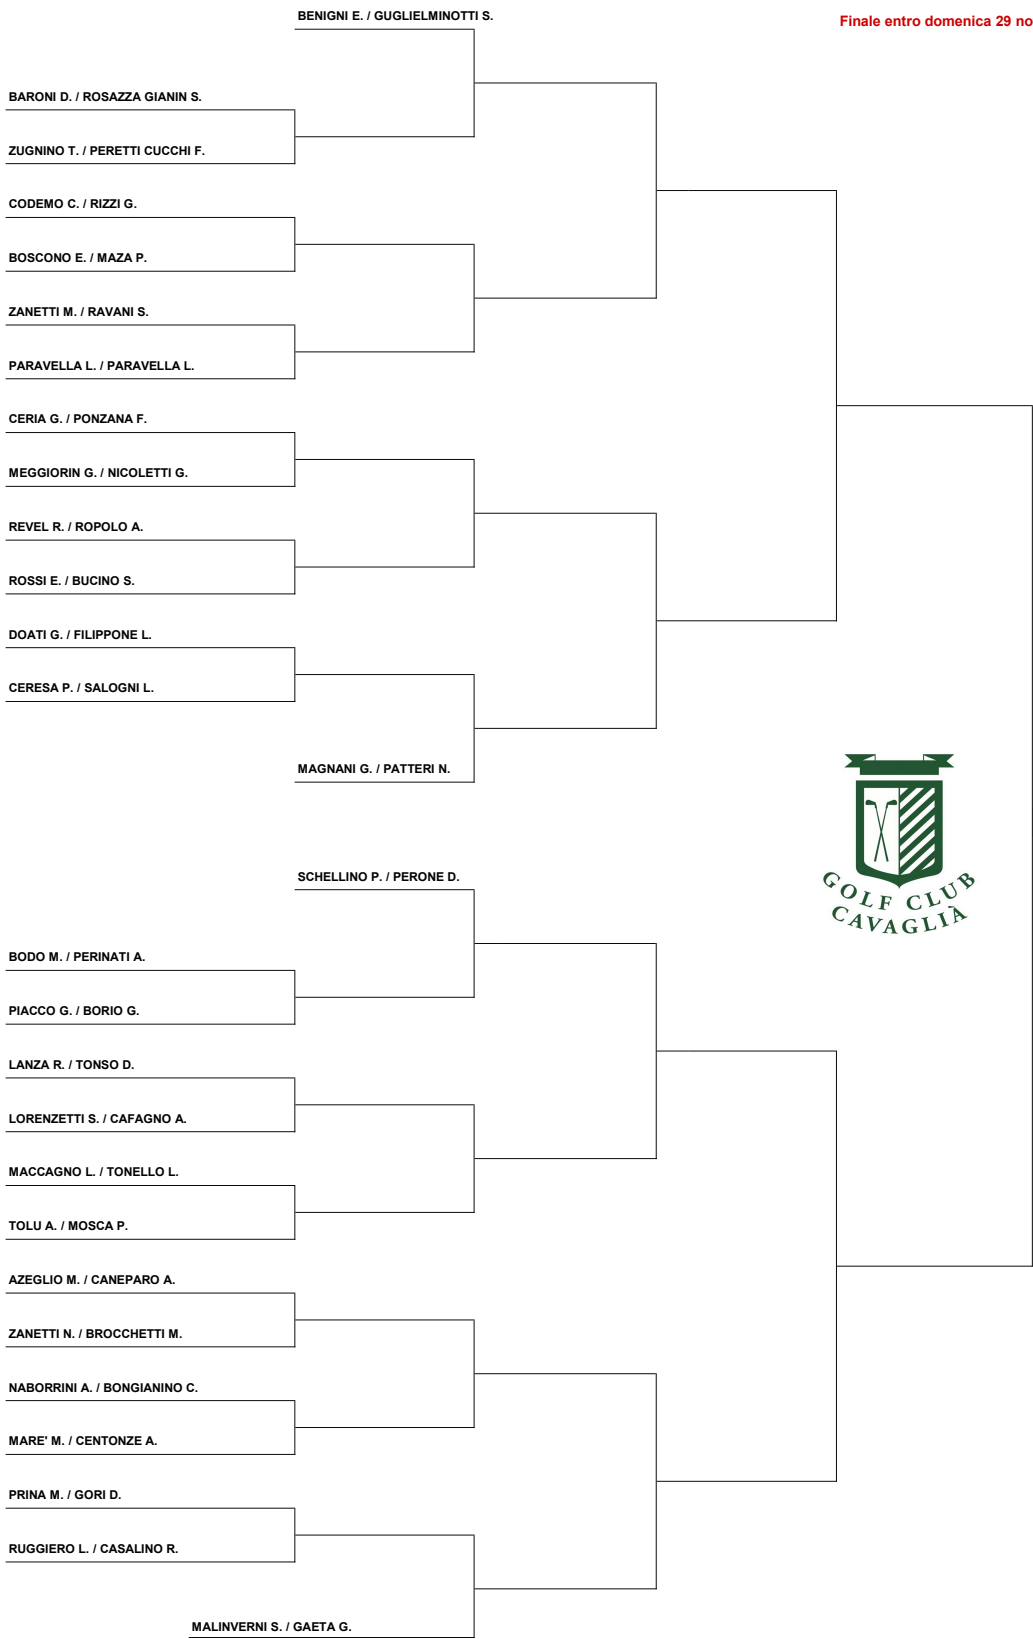 BENIGNI E. / GUGLIELMINOTTI S.
Finale entro domenica 29 no
BARONI D. / ROSAZZA GIANIN S.
ZUGNINO T. / PERETTI CUCCHI F.
CODEMO C. / RIZZI G.
BOSCONO E. / MAZA P.
ZANETTI M. / RAVANI S.
PARAVELLA L. / PARAVELLA L.
CERIA G. / PONZANA F.
MEGGIORIN G. / NICOLETTI G.
REVEL R. / ROPOLO A.
ROSSI E. / BUCINO S.
DOATI G. / FILIPPONE L.
CERESA P. / SALOGNI L.
MAGNANI G. / PATTERI N.
GOLF CLUB
CAVAGLIÀ
SCHELLINO P. / PERONE D.
BODO M. / PERINATI A.
PIACCO G. / BORIO G.
LANZA R. / TONSO D.
LORENZETTI S. / CAFAGNO A.
MACCAGNO L. / TONELLO L.
TOLU A. / MOSCA P.
AZEGLIO M. / CANEPARO A.
ZANETTI N. / BROCCHETTI M.
NABORRINI A. / BONGIANINO C.
MARE' M. / CENTONZE A.
PRINA M. / GORI D.
RUGGIERO L. / CASALINO R.
MALINVERNI S. / GAETA G.